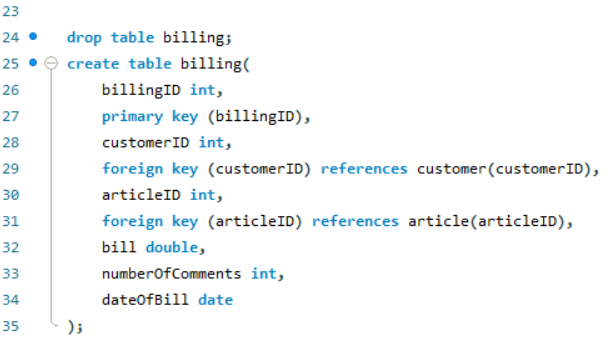 23
24 drop table billing;
25 create table billing(
26 billingID int,
27 primary key (billingID),
28 customerID int,
29 foreign key (customerID) references customer(customerID),
30 articleID int,
31 foreign key (articleID) references article(articleID),
32 bill double,
33 numberOfComments int,
34 dateOfBill date
35 );